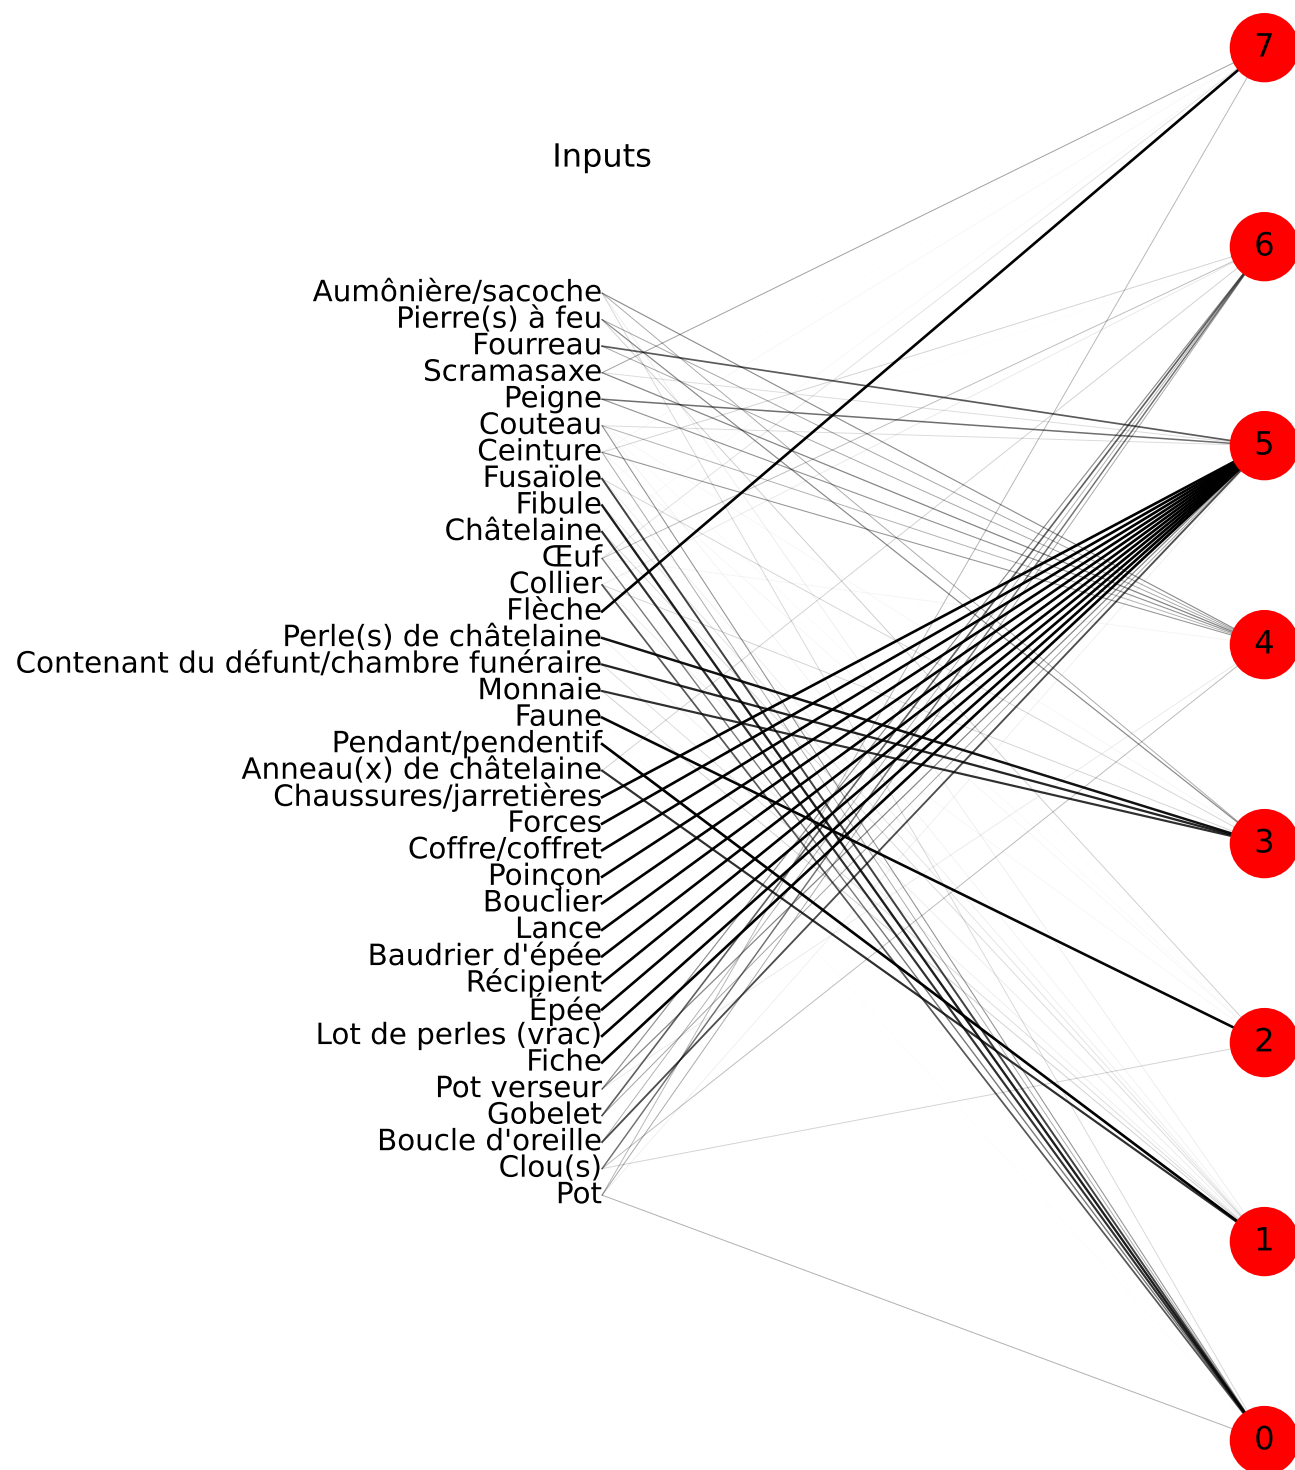 7
Inputs
6
Aumônière/sacoche
Pierre(s) à feu
Fourreau
Scramasaxe
Peigne
Couteau
5
Ceinture
Fusaïole
Fibule
Châtelaine
Œuf
Collier
Flèche
Perle(s) de châtelaine
4
Contenant du défunt/chambre funéraire
Monnaie
Faune
Pendant/pendentif
Anneau(x) de châtelaine
Chaussures/jarretières
Forces
3
Coffre/coffret
Poinçon
Bouclier
Lance
Baudrier d'épée
Récipient
Épée
Lot de perles (vrac)
2
Fiche
Pot verseur
Gobelet
Boucle d'oreille
Clou(s)
Pot
1
0